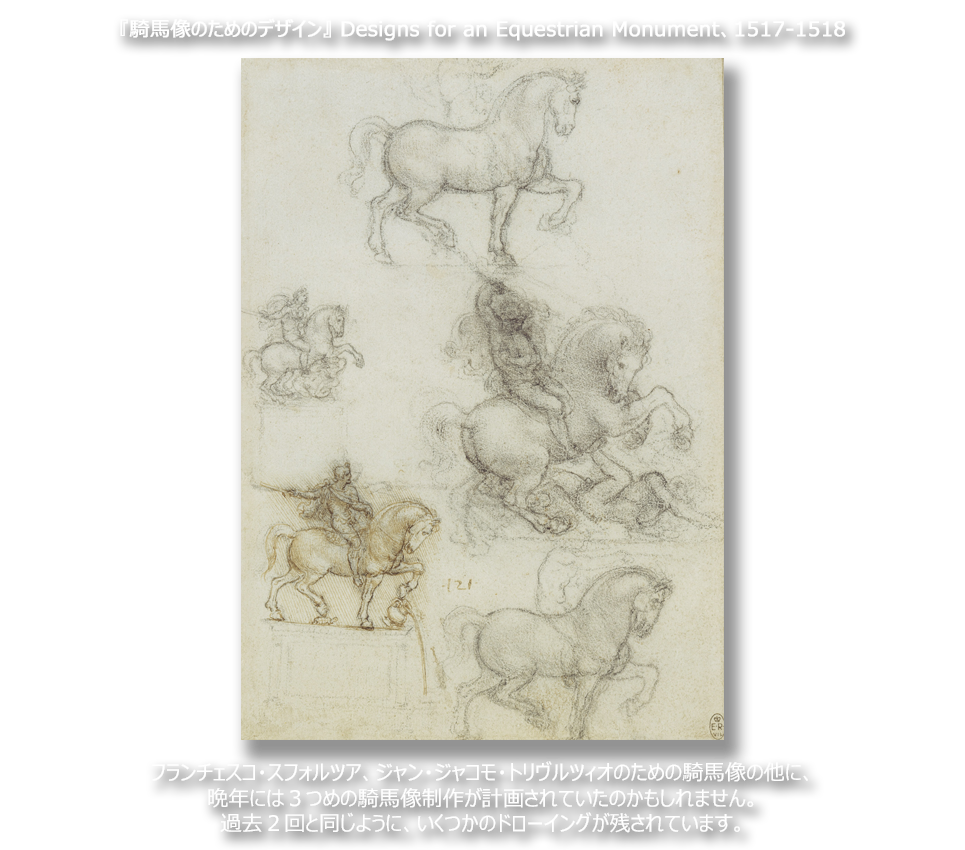 『騎馬像のためのデザイン』 Designs for an Equestrian Monument、1517-1518
121
ER
フランチェスコ・スフォルツア、ジャン・ジャコモ・トリヴルツィオのための騎馬像の他に、
晩年には３つめの騎馬像制作が計画されていたのかもしれません。
過去２回と同じように、いくつかのドローイングが残されています。